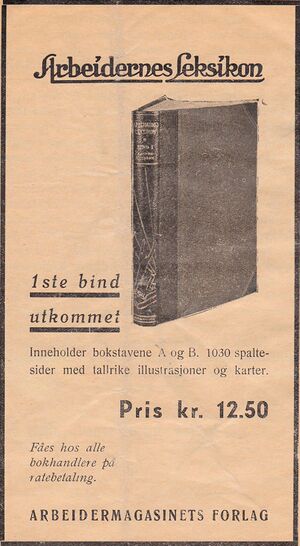 Arbeidernes Leksikon
1ste bind
utkommet
Inneholder bokstavene A og B. 1030 spalte-
sider med tallrike illustrasjoner og karter.
Pris kr. 12.50
Fåes hos alle
bokhandlere på
ratebetaling.
ARBEIDERMAGASINETS FORLAG